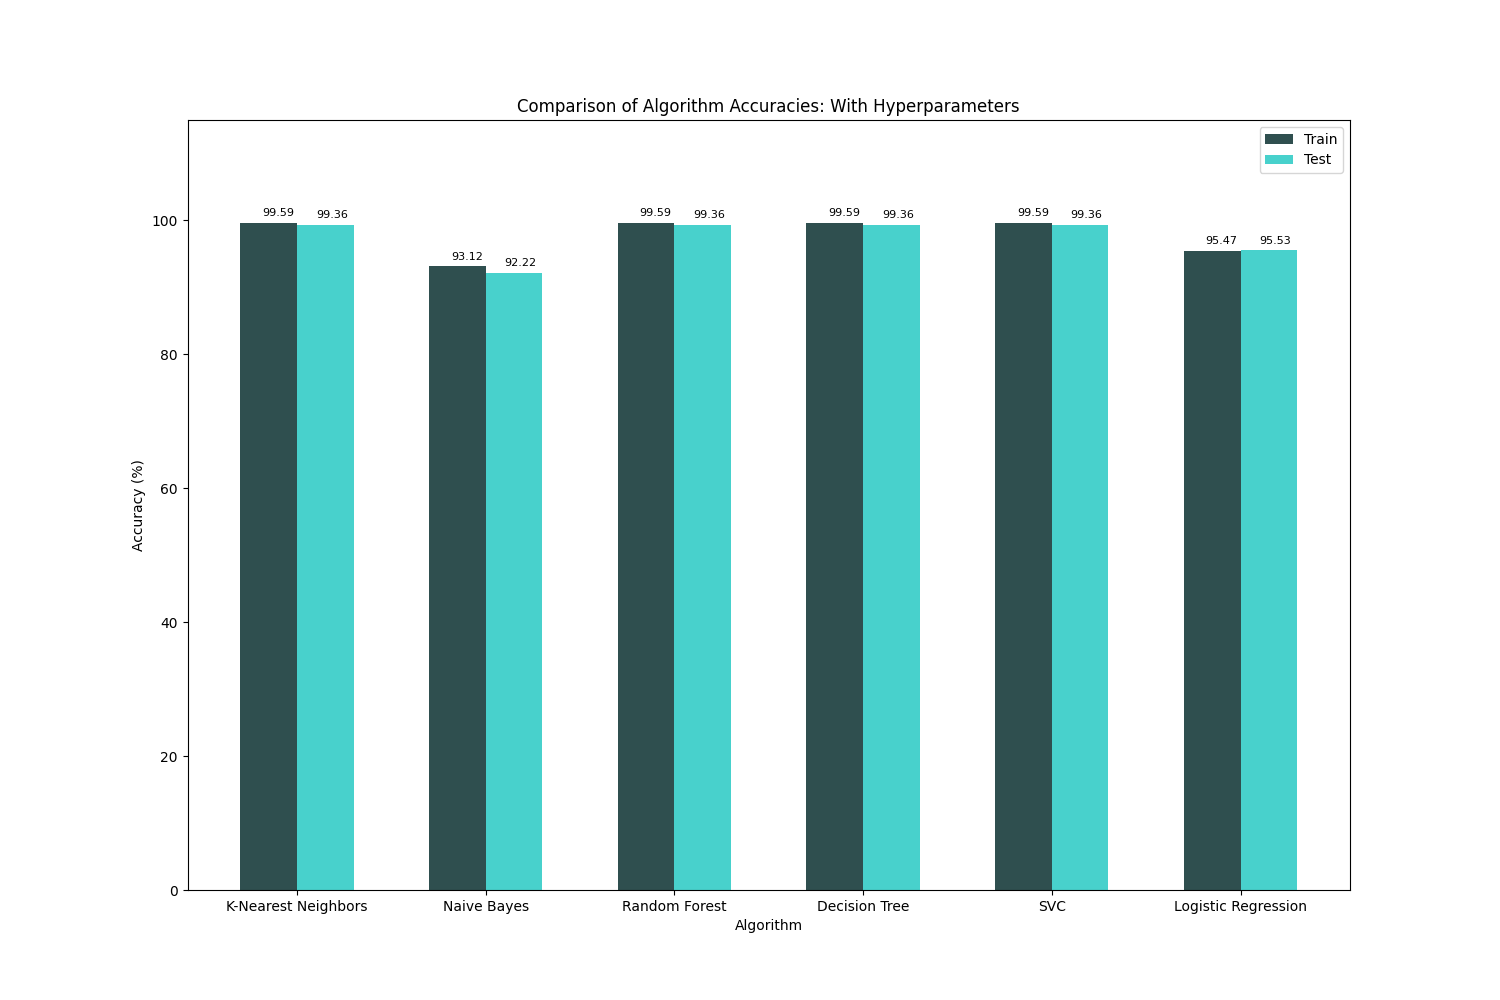 Comparison of Algorithm Accuracies: With Hyperparameters
Train
Test
99.59 99.36 93.12 92.22 99.59 99.36 99.59 99.36 99.59 99.36 95.47 95.53
100
80
60
40
20
0
Accuracy (%)
K-Nearest Neighbors Naive Bayes Random Forest Decision Tree SVC Logistic Regression
Algorithm